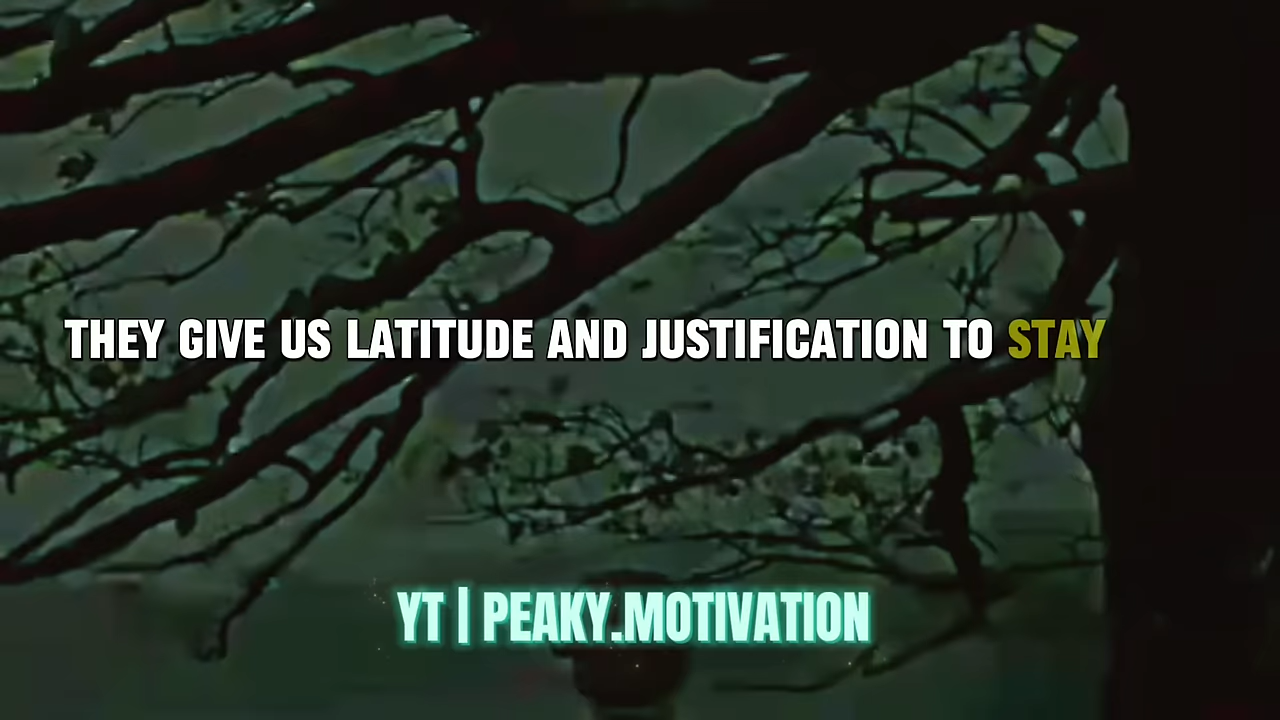 THEY GIVE US LATITUDE AND JUSTIFICATION TO STAY
YT | PEAKY.MOTIVATION